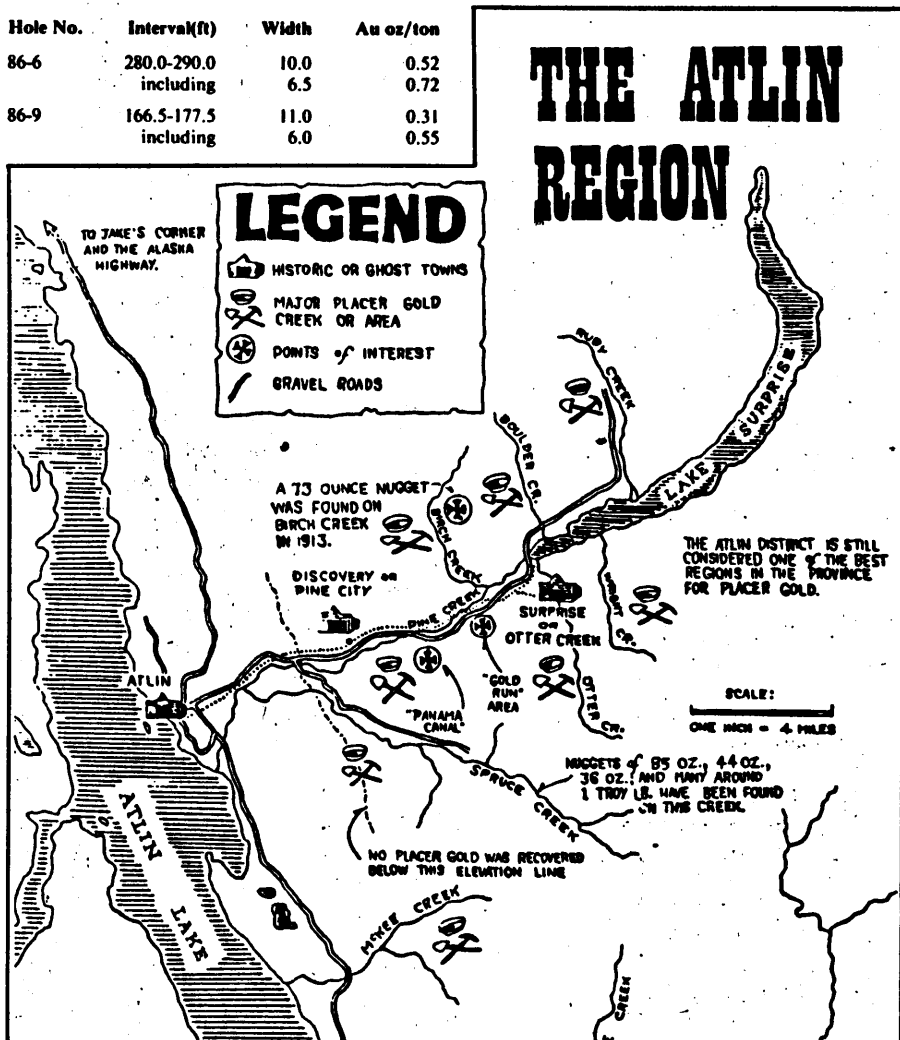 Hole No. Interval(ft) Width Au oz/ton
86-6 280.0-290.0 10.0 0.52
including 6.5 0.72
86-9 166.5-177.5 11.0 0.31
including 6.0 0.55
THE ATLIN
REGION
LEGEND
HISTORIC OR GHOST TOWNS
MAJOR PLACER GOLD
CREEK OR AREA
POINTS of INTEREST
GRAVEL ROADS
TO JAKE'S CORNER
AND THE ALASKA
HIGHWAY.
RUBY CREEK
BOULDER CR.
LAKE SURPRISE
A 73 OUNCE NUGGET
WAS FOUND ON
BIRCH CREEK
IN 1913.
BIRCH CREEK
THE ATLIN DISTRICT IS STILL
CONSIDERED ONE of THE BEST
REGIONS IN THE PROVINCE
FOR PLACER GOLD.
DISCOVERY or
PINE CITY
PINE CREEK
SURPRISE
or
OTTER CREEK
WRIGHT CR.
ATLIN
"PANAMA
CANAL"
"GOLD
RUN"
AREA
OTTER CR.
SCALE:
ONE INCH = 4 MILES
NUGGETS of 85 OZ., 44 OZ.,
36 OZ., AND MANY AROUND
1 TROY LB. HAVE BEEN FOUND
ON THIS CREEK.
SPRUCE CREEK
NO PLACER GOLD WAS RECOVERED
BELOW THIS ELEVATION LINE
ATLIN LAKE
McKEE CREEK
CREEK